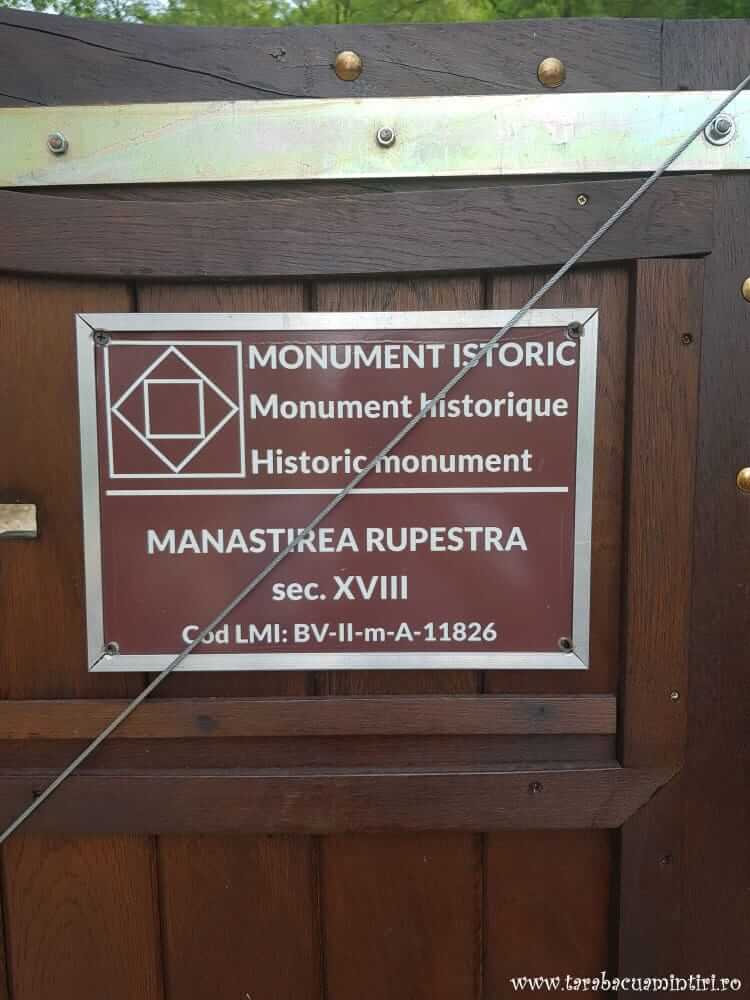 MONUMENT ISTORIC
Monument historique
Historic monument
MANASTIREA RUPESTRA
sec. XVIII
Cod LMI: BV-II-m-A-11826
www.tarabacuamintiri.ro